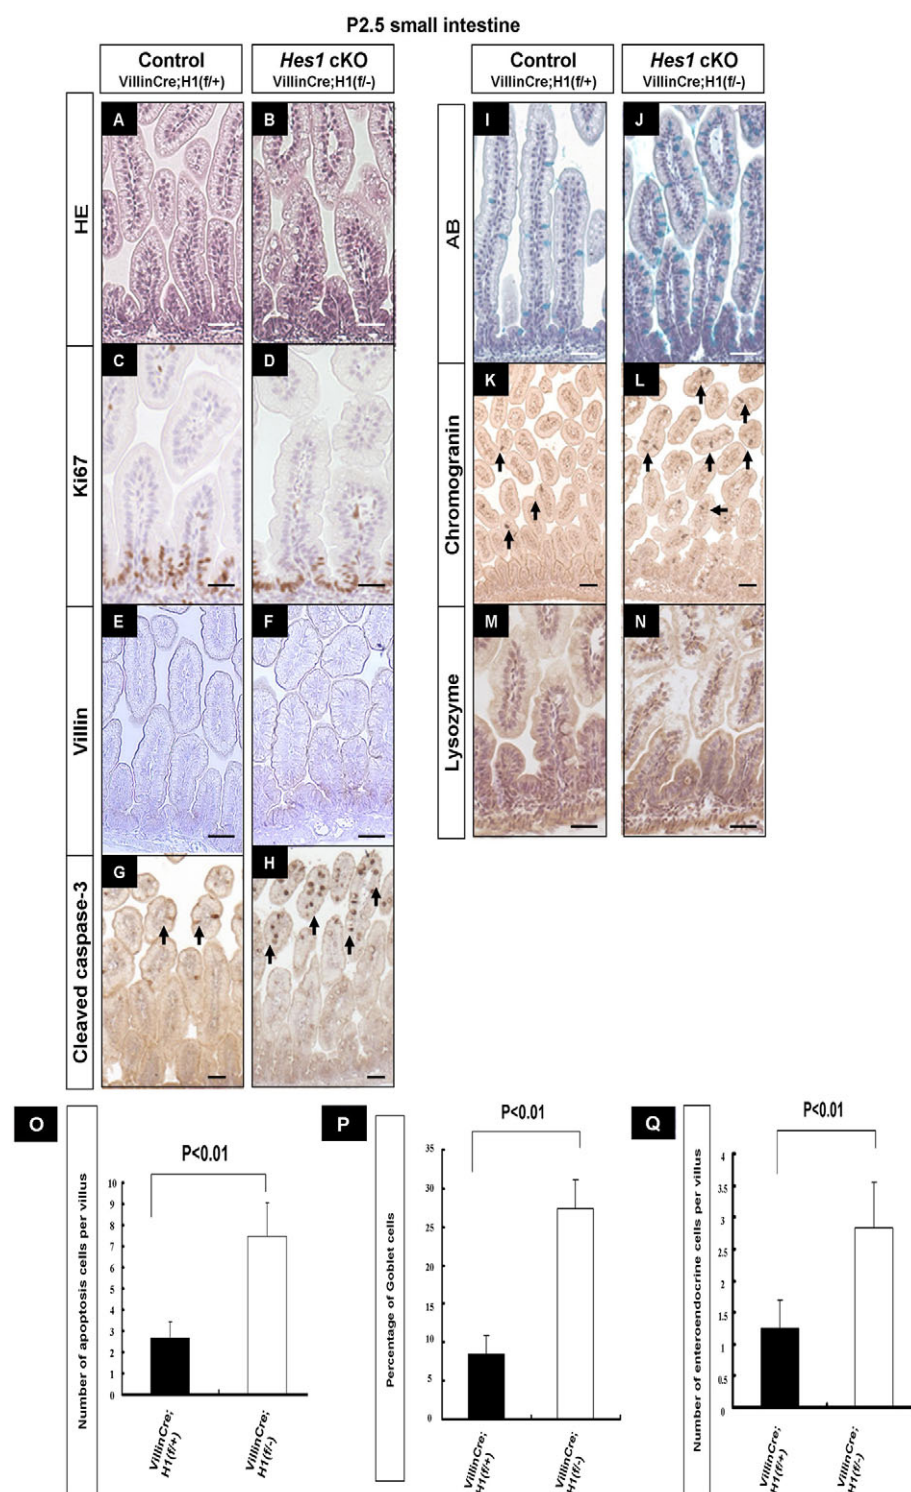 P2.5 small intestine
Control
VillinCre;H1(f/+)
Hes1 cKO
VillinCre;H1(f/-)
Control
VillinCre;H1(f/+)
Hes1 cKO
VillinCre;H1(f/-)
HE
A
B
Ki67
C
D
Villin
E
F
Cleaved caspase-3
G
H
AB
I
J
Chromogranin
K
L
Lysozyme
M
N
O
Number of apoptosis cells per villus
P<0.01
10
9
8
7
6
5
4
3
2
1
0
VillinCre;
H1(f/+)
VillinCre;
H1(f/-)
P
Percentage of Goblet cells
P<0.01
35
30
25
20
15
10
5
0
VillinCre;
H1(f/+)
VillinCre;
H1(f/-)
Q
Number of enteroendocrine cells per villus
P<0.01
4
3.5
3
2.5
2
1.5
1
0.5
0
VillinCre;
H1(f/+)
VillinCre;
H1(f/-)